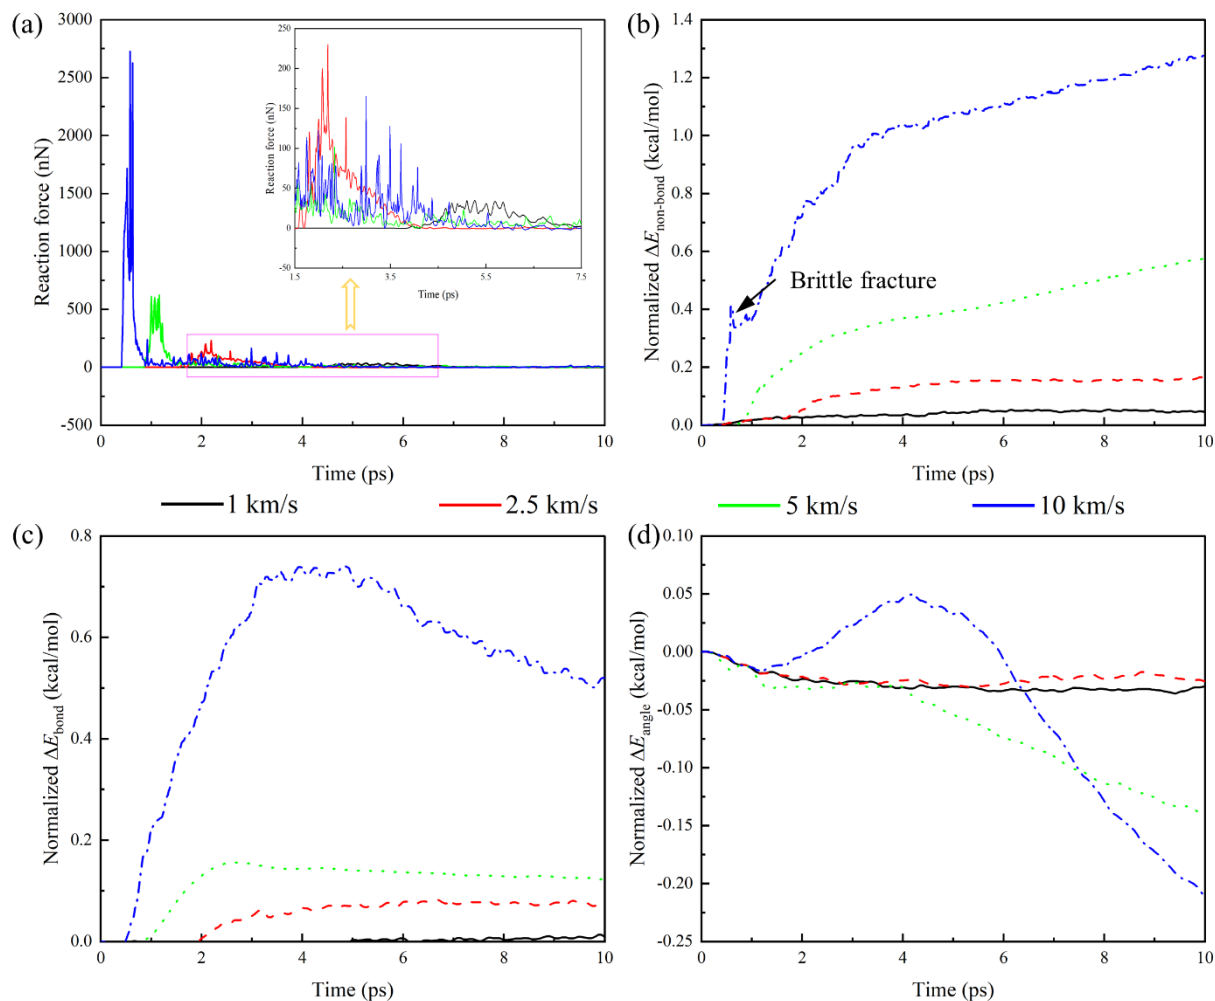 (a)
3000
2500
2000
1500
1000
500
0
-500
Reaction force (nN)
0 2 4 6 8 10
Time (ps)
250
200
150
100
50
0
-50
Reaction force (nN)
1.5 3.5 5.5 7.5
Time (ps)
(b)
1.4
1.2
1.0
0.8
0.6
0.4
0.2
0.0
Normalized ΔEnon-bond (kcal/mol)
Brittle fracture
0 2 4 6 8 10
Time (ps)
1 km/s 2.5 km/s 5 km/s 10 km/s
(c)
0.8
0.6
0.4
0.2
0.0
Normalized ΔEbond (kcal/mol)
0 2 4 6 8 10
Time (ps)
(d)
0.10
0.05
0.00
-0.05
-0.10
-0.15
-0.20
-0.25
Normalized ΔEangle (kcal/mol)
0 2 4 6 8 10
Time (ps)